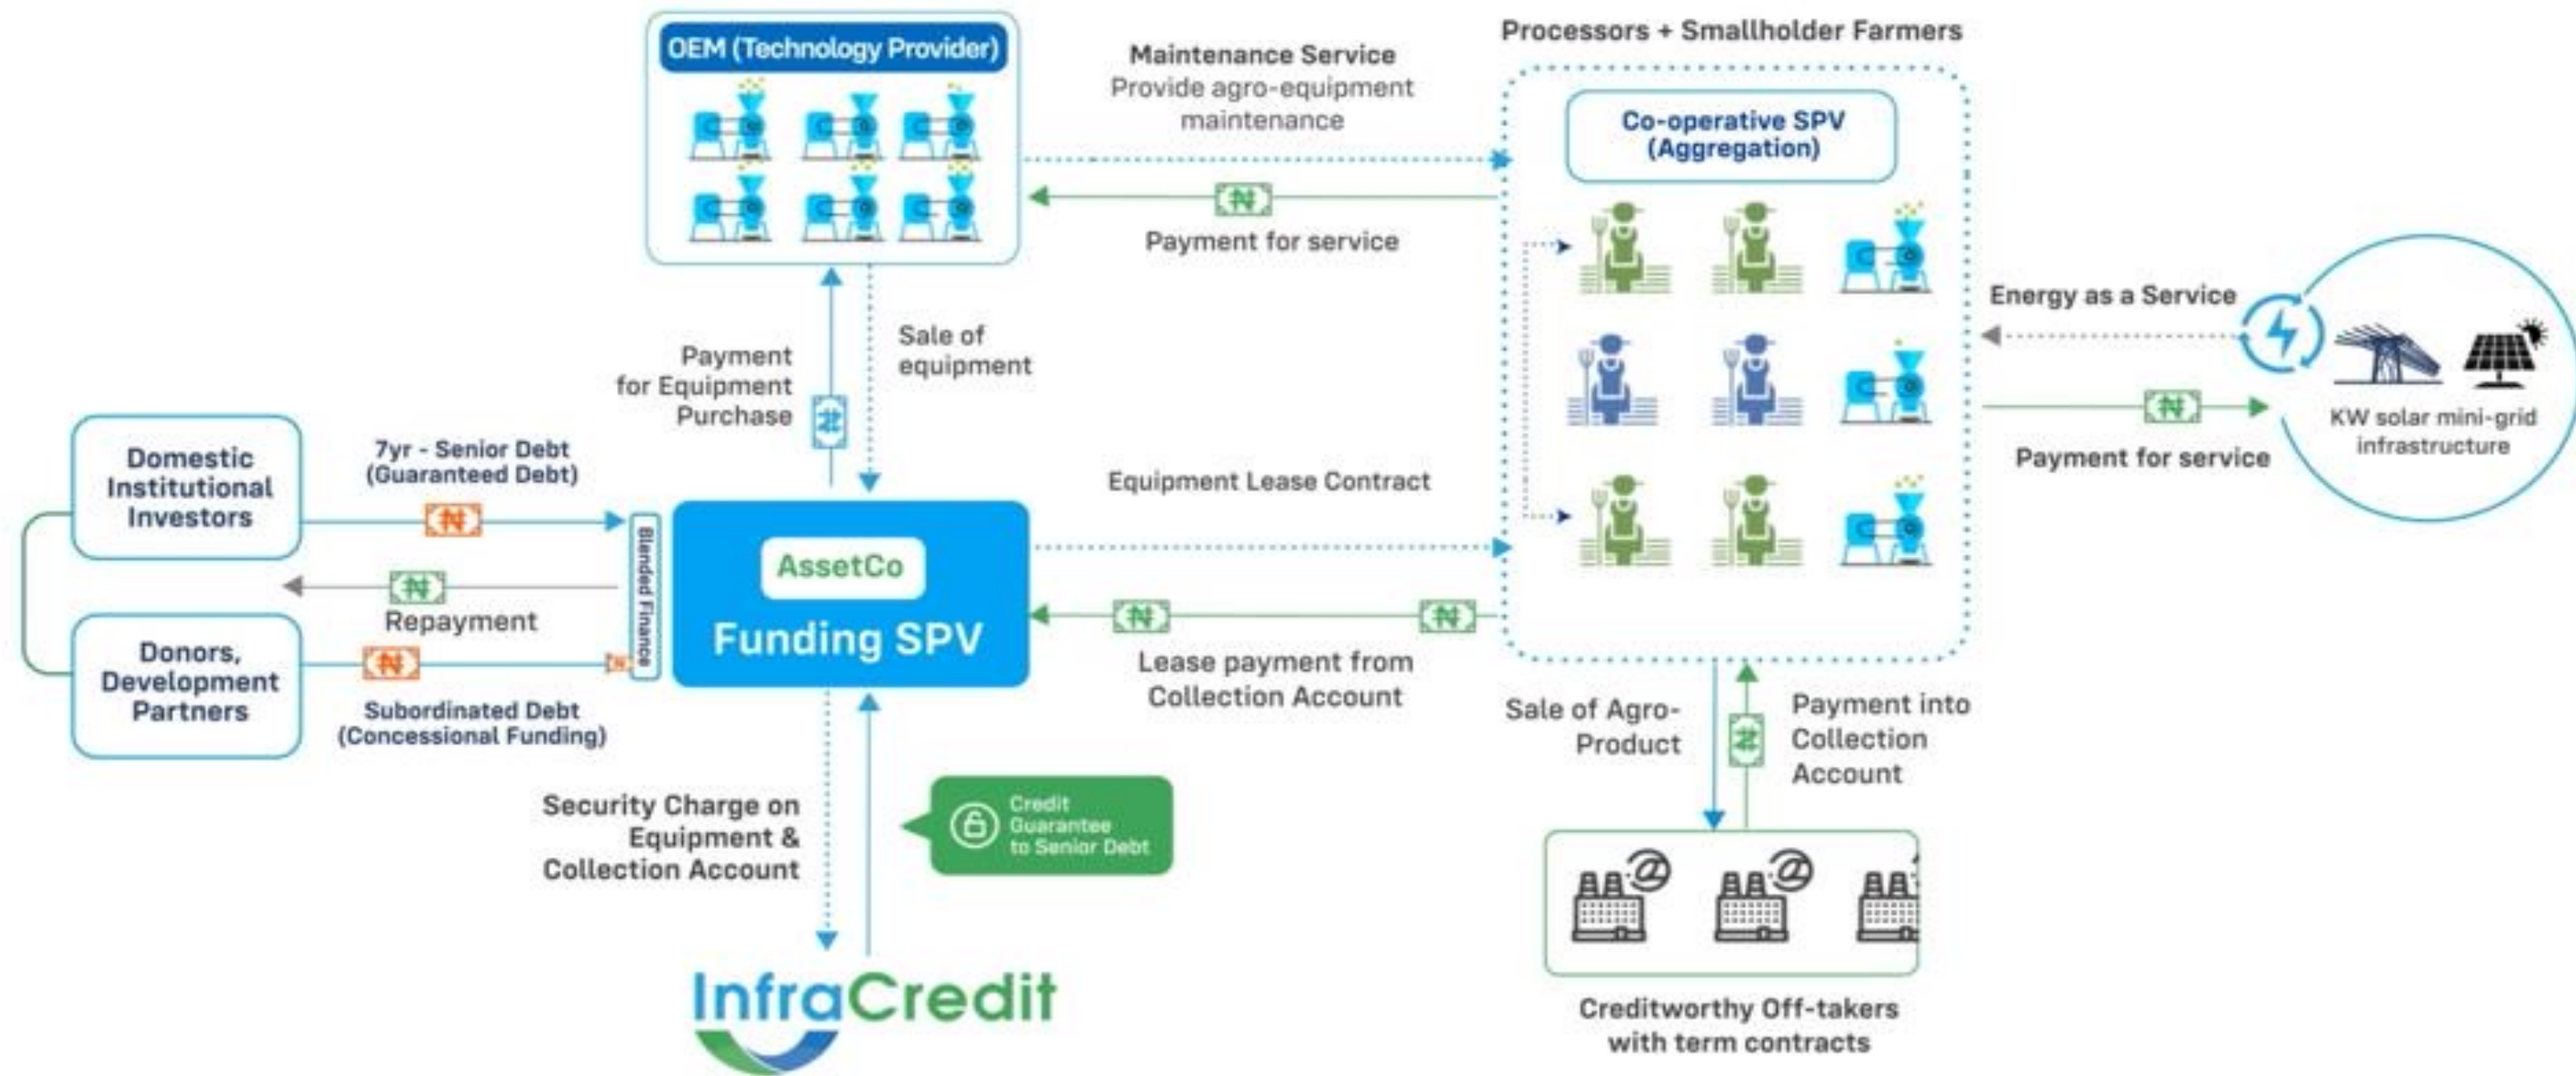 OEM (Technology Provider)
Maintenance Service
Provide agro-equipment
maintenance
Payment for service
Processors + Smallholder Farmers
Co-operative SPV
(Aggregation)
Energy as a Service
Payment for service
KW solar mini-grid
infrastructure
Payment
for Equipment
Purchase
Sale of
equipment
Domestic
Institutional
Investors
7yr - Senior Debt
(Guaranteed Debt)
Repayment
Donors,
Development
Partners
Subordinated Debt
(Concessional Funding)
Blended Finance
AssetCo
Funding SPV
Equipment Lease Contract
Lease payment from
Collection Account
Sale of Agro-
Product
Payment into
Collection
Account
Security Charge on
Equipment &
Collection Account
Credit
Guarantee
to Senior Debt
InfraCredit
Creditworthy Off-takers
with term contracts